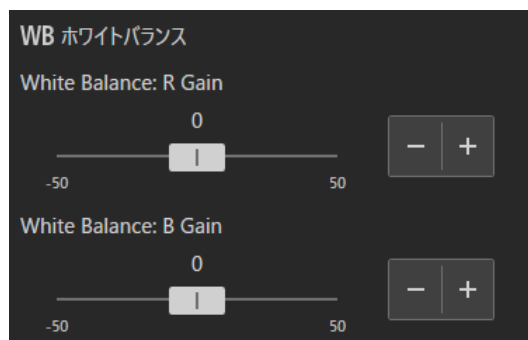 WB ホワイトバランス
White Balance: R Gain
0
− +
-50 50
White Balance: B Gain
0
− +
-50 50